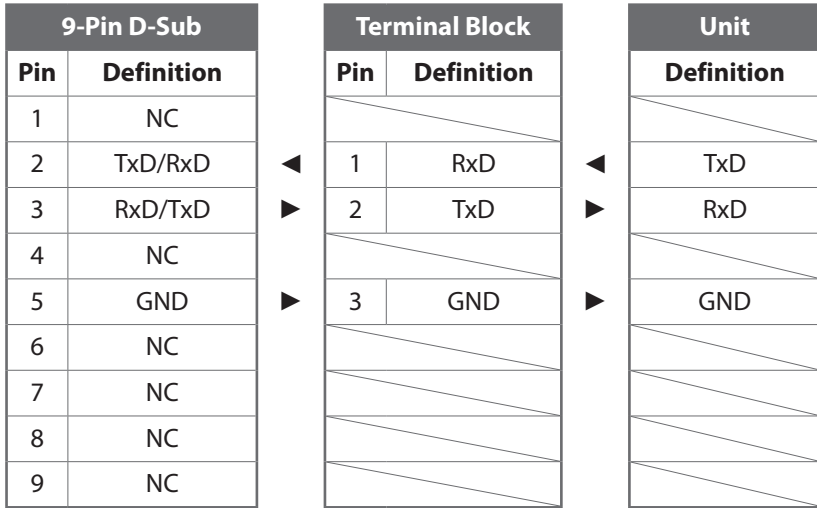 9-Pin D-Sub Terminal Block Unit
Pin Definition Pin Definition Definition
1 NC
2 TxD/RxD ◄ 1 RxD ◄ TxD
3 RxD/TxD ► 2 TxD ► RxD
4 NC
5 GND ► 3 GND ► GND
6 NC
7 NC
8 NC
9 NC